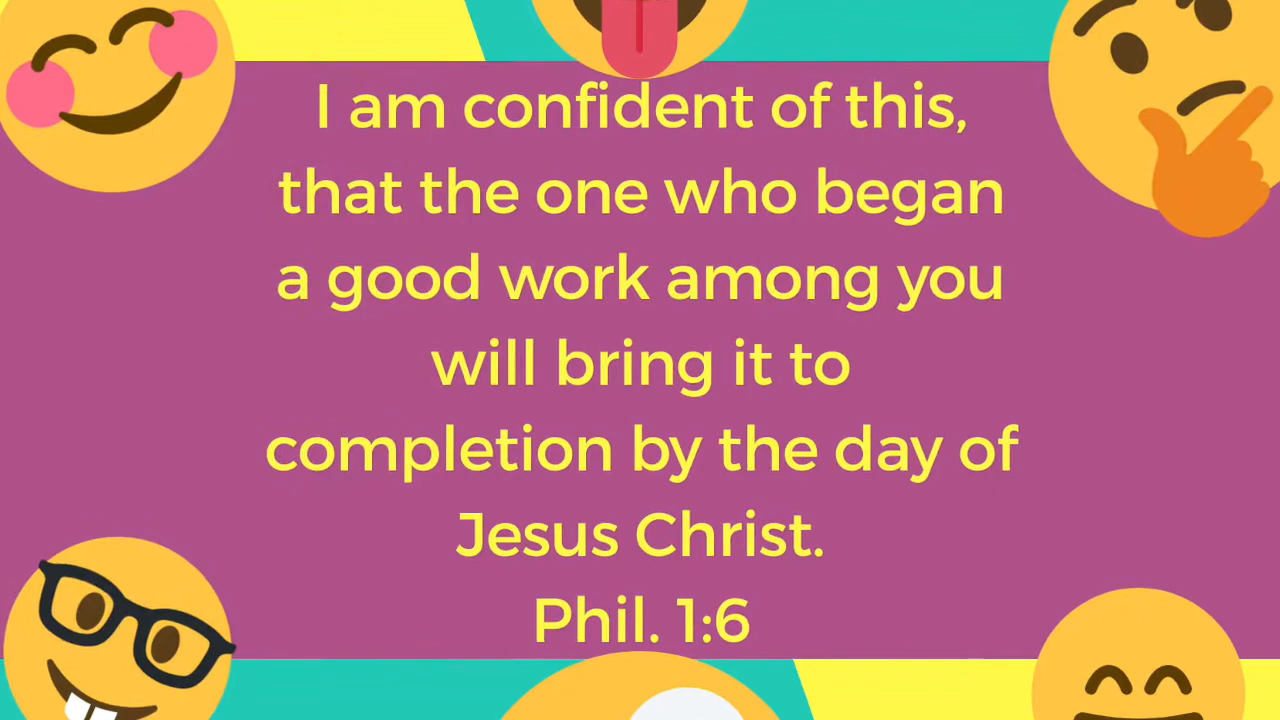 I am confident of this,
that the one who began
a good work among you
will bring it to
completion by the day of
Jesus Christ.
Phil. 1:6